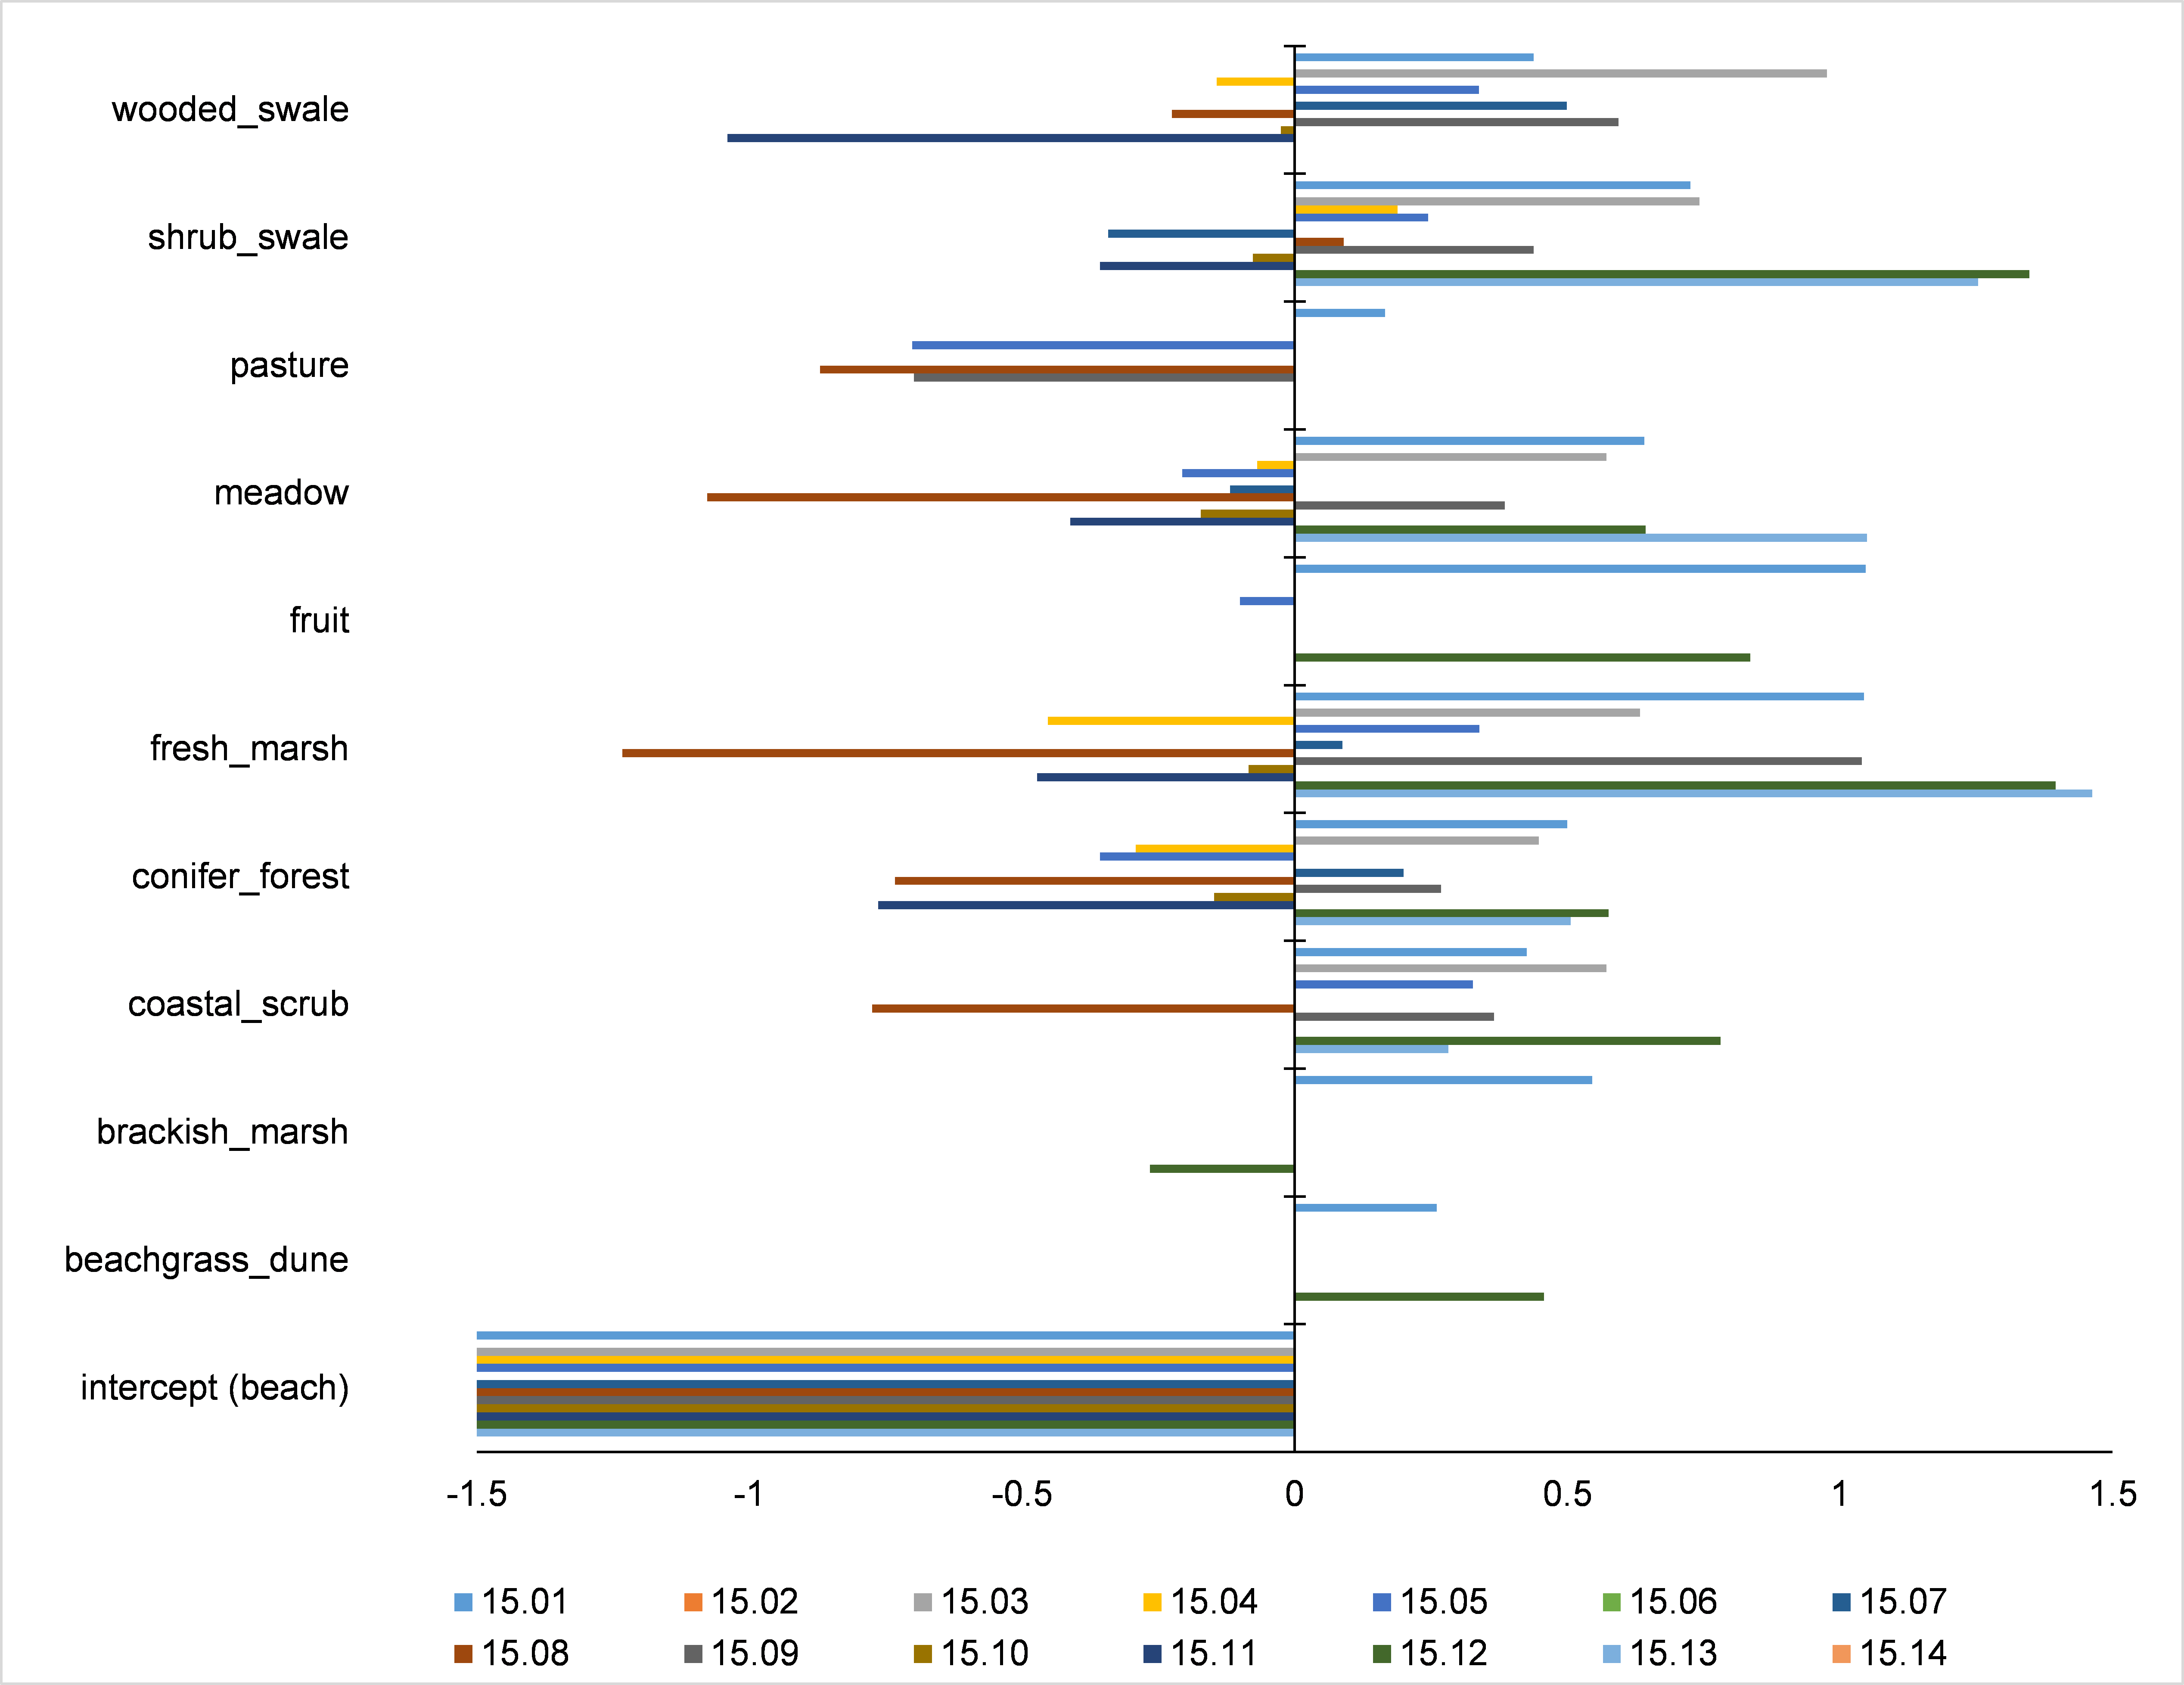 wooded_swale
shrub_swale
pasture
meadow
fruit
fresh_marsh
conifer_forest
coastal_scrub
brackish_marsh
beachgrass_dune
intercept (beach)
-1.5 -1 -0.5 0 0.5 1 1.5
15.01 15.02 15.03 15.04 15.05 15.06 15.07
15.08 15.09 15.10 15.11 15.12 15.13 15.14